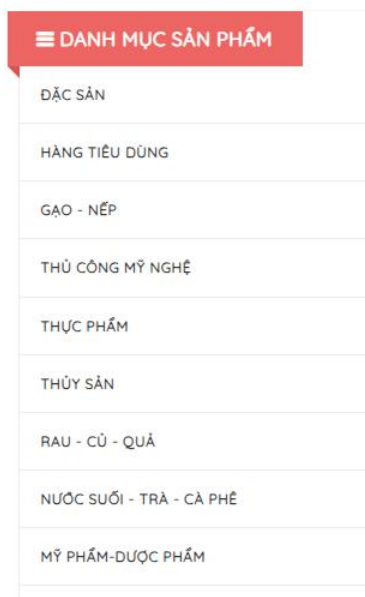 DANH MỤC SẢN PHẨM
ĐẶC SẢN
HÀNG TIÊU DÙNG
GẠO - NẾP
THỦ CÔNG MỸ NGHỆ
THỰC PHẨM
THỦY SẢN
RAU - CỦ - QUẢ
NƯỚC SUỐI - TRÀ - CÀ PHÊ
MỸ PHẨM-DƯỢC PHẨM